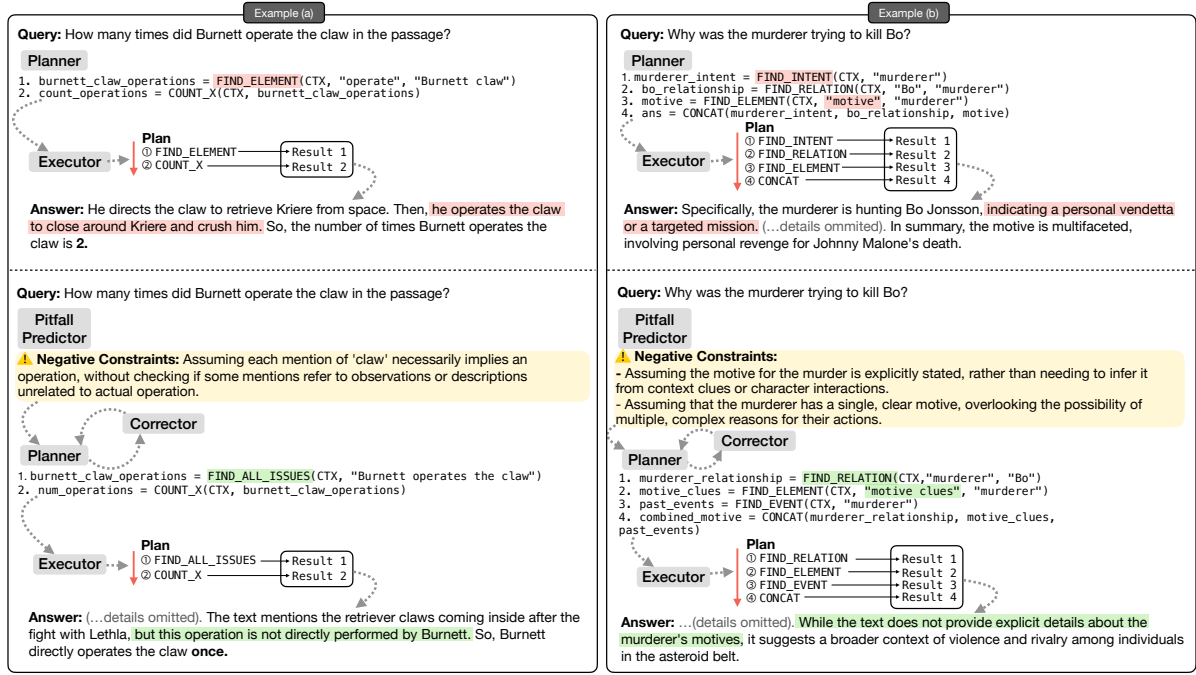 Example (a)
Query: How many times did Burnett operate the claw in the passage?
Planner
1. burnett_claw_operations = FIND_ELEMENT(CTX, "operate", "Burnett claw")
2. count_operations = COUNT_X(CTX, burnett_claw_operations)
Executor
Plan
① FIND_ELEMENT
Result 1
② COUNT_X
Result 2
Answer: He directs the claw to retrieve Kriere from space. Then, he operates the claw
to close around Kriere and crush him. So, the number of times Burnett operates the
claw is 2.
Query: How many times did Burnett operate the claw in the passage?
Pitfall
Predictor
⚠ Negative Constraints: Assuming each mention of 'claw' necessarily implies an
operation, without checking if some mentions refer to observations or descriptions
unrelated to actual operation.
Corrector
Planner
1. burnett_claw_operations = FIND_ALL_ISSUES(CTX, "Burnett operates the claw")
2. num_operations = COUNT_X(CTX, burnett_claw_operations)
Executor
Plan
① FIND_ALL_ISSUES
Result 1
② COUNT_X
Result 2
Answer: (...details omitted). The text mentions the retriever claws coming inside after the
fight with Lethla, but this operation is not directly performed by Burnett. So, Burnett
directly operates the claw once.
Example (b)
Query: Why was the murderer trying to kill Bo?
Planner
1. murderer_intent = FIND_INTENT(CTX, "murderer")
2. bo_relationship = FIND_RELATION(CTX, "Bo", "murderer")
3. motive = FIND_ELEMENT(CTX, "motive", "murderer")
4. ans = CONCAT(murderer_intent, bo_relationship, motive)
Executor
Plan
① FIND_INTENT
Result 1
② FIND_RELATION
Result 2
③ FIND_ELEMENT
Result 3
④ CONCAT
Result 4
Answer: Specifically, the murderer is hunting Bo Jonsson, indicating a personal vendetta
or a targeted mission. (...details ommited). In summary, the motive is multifaceted,
involving personal revenge for Johnny Malone's death.
Query: Why was the murderer trying to kill Bo?
Pitfall
Predictor
⚠ Negative Constraints:
- Assuming the motive for the murder is explicitly stated, rather than needing to infer it
from context clues or character interactions.
- Assuming that the murderer has a single, clear motive, overlooking the possibility of
multiple, complex reasons for their actions.
Corrector
Planner
1. murderer_relationship = FIND_RELATION(CTX,"murderer", "Bo")
2. motive_clues = FIND_ELEMENT(CTX, "motive clues", "murderer")
3. past_events = FIND_EVENT(CTX, "murderer")
4. combined_motive = CONCAT(murderer_relationship, motive_clues,
past_events)
Executor
Plan
① FIND_RELATION
Result 1
② FIND_ELEMENT
Result 2
③ FIND_EVENT
Result 3
④ CONCAT
Result 4
Answer: ...(details omitted). While the text does not provide explicit details about the
murderer's motives, it suggests a broader context of violence and rivalry among individuals
in the asteroid belt.